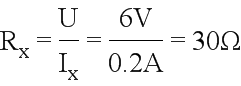 Rₓ = U/Iₓ = 6V/0.2A = 30Ω